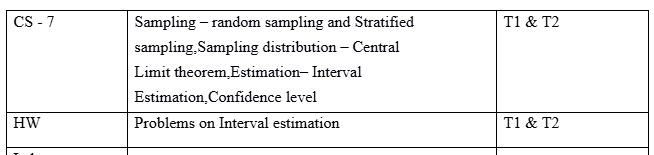 CS - 7
Sampling – random sampling and Stratified
sampling,Sampling distribution – Central
Limit theorem,Estimation– Interval
Estimation,Confidence level
T1 & T2
HW
Problems on Interval estimation
T1 & T2